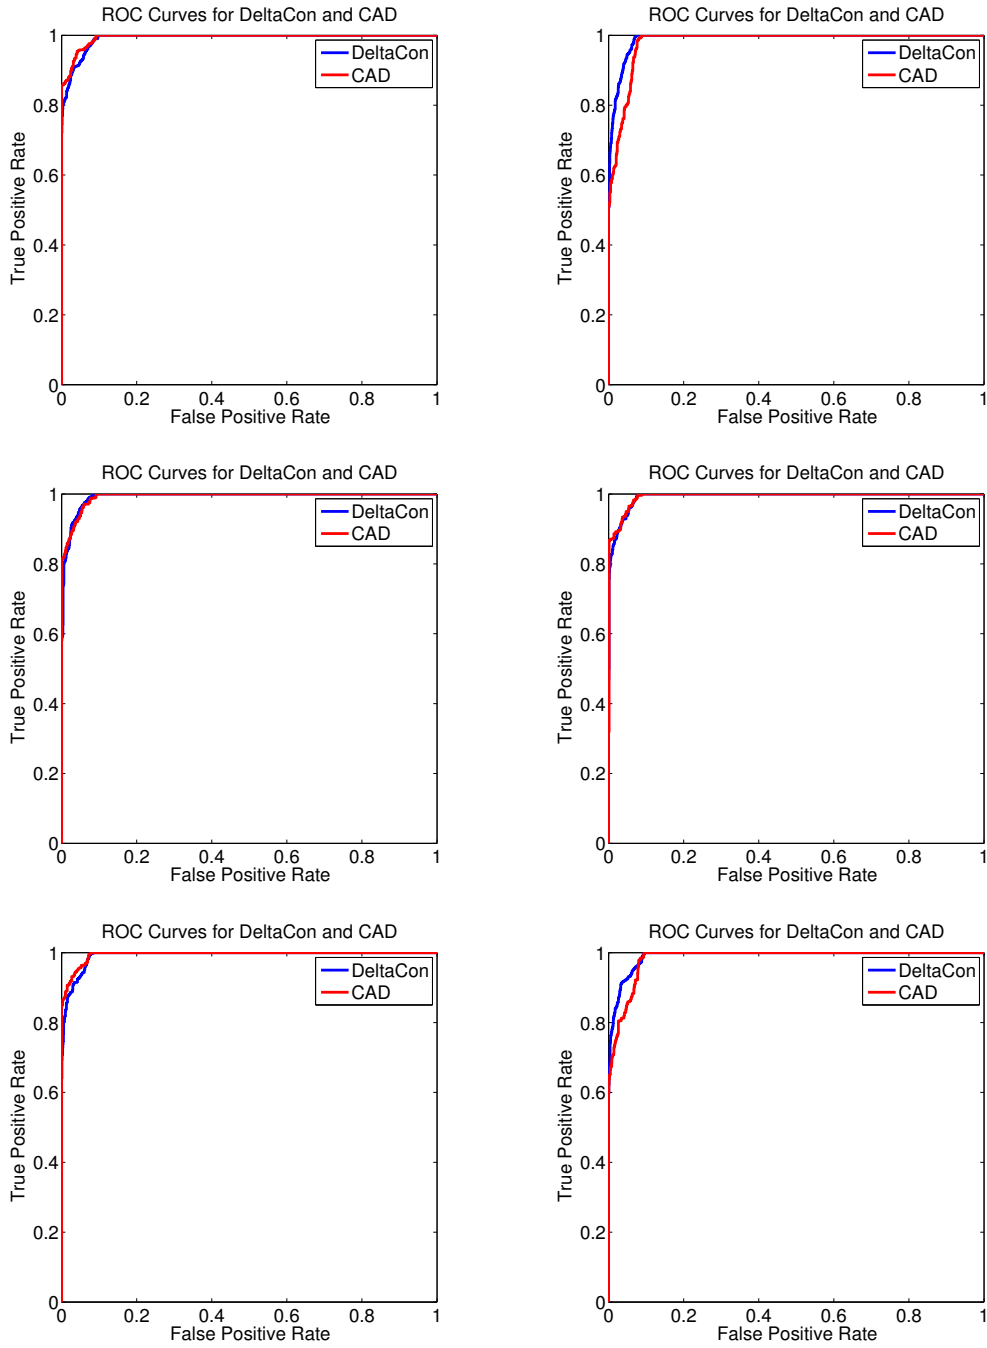 ROC Curves for DeltaCon and CAD
True Positive Rate
1
0.8
0.6
0.4
0.2
0
DeltaCon
CAD
0 0.2 0.4 0.6 0.8 1
False Positive Rate
ROC Curves for DeltaCon and CAD
True Positive Rate
1
0.8
0.6
0.4
0.2
0
DeltaCon
CAD
0 0.2 0.4 0.6 0.8 1
False Positive Rate
ROC Curves for DeltaCon and CAD
True Positive Rate
1
0.8
0.6
0.4
0.2
0
DeltaCon
CAD
0 0.2 0.4 0.6 0.8 1
False Positive Rate
ROC Curves for DeltaCon and CAD
True Positive Rate
1
0.8
0.6
0.4
0.2
0
DeltaCon
CAD
0 0.2 0.4 0.6 0.8 1
False Positive Rate
ROC Curves for DeltaCon and CAD
True Positive Rate
1
0.8
0.6
0.4
0.2
0
DeltaCon
CAD
0 0.2 0.4 0.6 0.8 1
False Positive Rate
ROC Curves for DeltaCon and CAD
True Positive Rate
1
0.8
0.6
0.4
0.2
0
DeltaCon
CAD
0 0.2 0.4 0.6 0.8 1
False Positive Rate